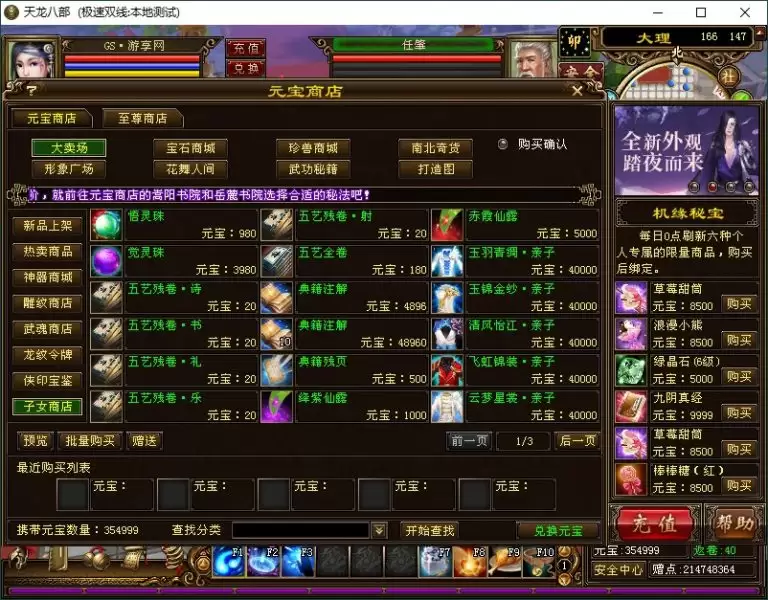 天龙八部 (极速双线:本地测试)
GS·游享网
充值
兑换
任肇
卯
大理 166 147
北
安全
社
? 元宝商店
元宝商店 至尊商店
大卖场 宝石商城 珍兽商城 南北奇货 购买确认
形象广场 花舞人间 武功秘籍 打造图
价，就前往元宝商店的嵩阳书院和岳麓书院选择合适的秘法吧！
新品上架
热卖商品
神器商城
雕纹商店
武魂商店
龙纹令牌
侠印宝鉴
子女商店
悟灵珠 五艺残卷·射 赤霞仙露
元宝：980 元宝：20 元宝：5000
觉灵珠 五艺全卷 玉羽青绸·亲子
元宝：3980 元宝：180 元宝：40000
五艺残卷·诗 典籍注解 玉锦金纱·亲子
元宝：20 元宝：4896 元宝：40000
五艺残卷·书 典籍注解 清风怡江·亲子
10
元宝：20 元宝：48960 元宝：40000
五艺残卷·礼 典籍残页 飞虹锦装·亲子
元宝：20 元宝：500 元宝：40000
五艺残卷·乐 绛紫仙露 云梦星裳·亲子
元宝：20 元宝：1000 元宝：40000
预览 批量购买 赠送 前一页 1/3 后一页
最近购买列表
元宝： 元宝： 元宝： 元宝： 元宝：
携带元宝数量：354999 查找分类 开始查找 兑换元宝
全新外观
踏夜而来
机缘秘宝
每日0点刷新六种个
人专属的限量商品，购买
后绑定。
草莓甜筒
元宝：8500 购买
浪漫小熊
元宝：8500 购买
绿晶石(6级)
元宝：5000 购买
九阴真经
元宝：9999 购买
草莓甜筒
元宝：8500 购买
棒棒糖（红）
元宝：8500 购买
充值 帮助
F1 F2 F3 F7 F8 F9 F10
1
元宝:354999 返卷:40
安全中心 赠点:214748364